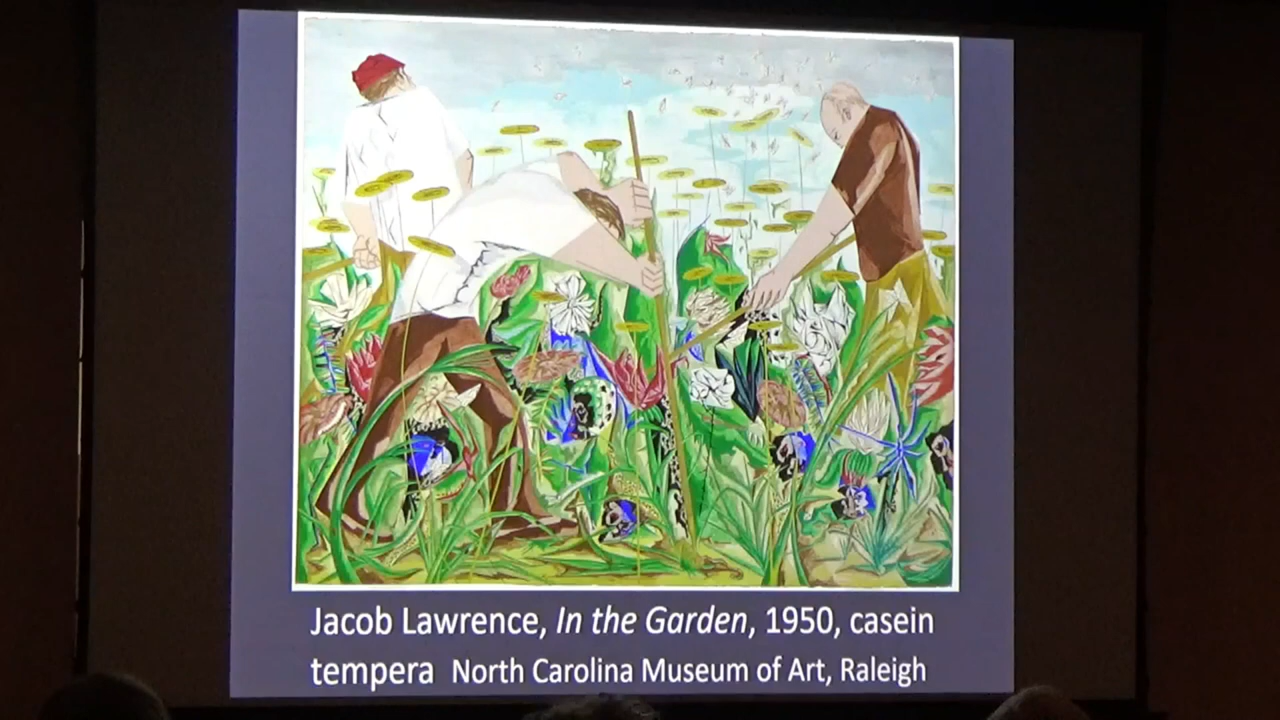 Jacob Lawrence, In the Garden, 1950, casein
tempera North Carolina Museum of Art, Raleigh